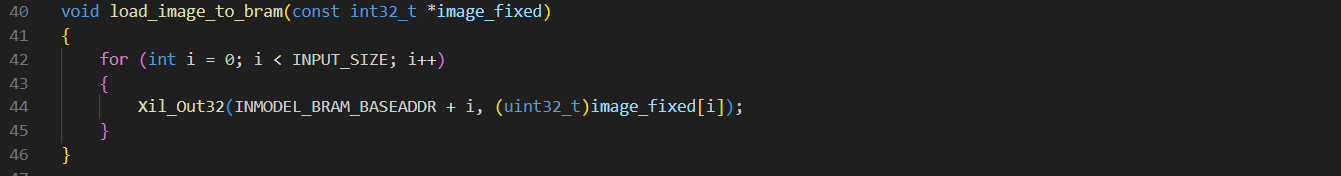 40 void load_image_to_bram(const int32_t *image_fixed)
41 {
42     for (int i = 0; i < INPUT_SIZE; i++)
43     {
44         Xil_Out32(INMODEL_BRAM_BASEADDR + i, (uint32_t)image_fixed[i]);
45     }
46 }
47